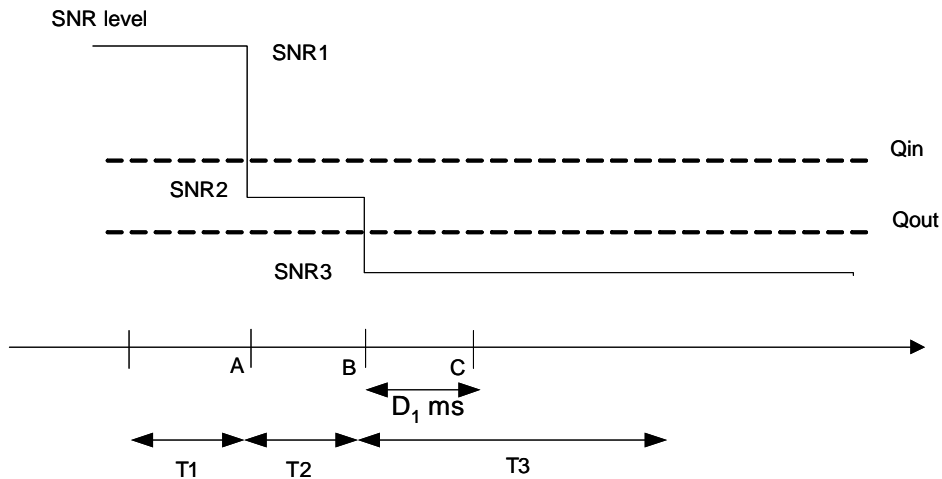 SNR level
SNR1
Qin
SNR2
Qout
SNR3
A
B
C
D₁ ms
T1
T2
T3